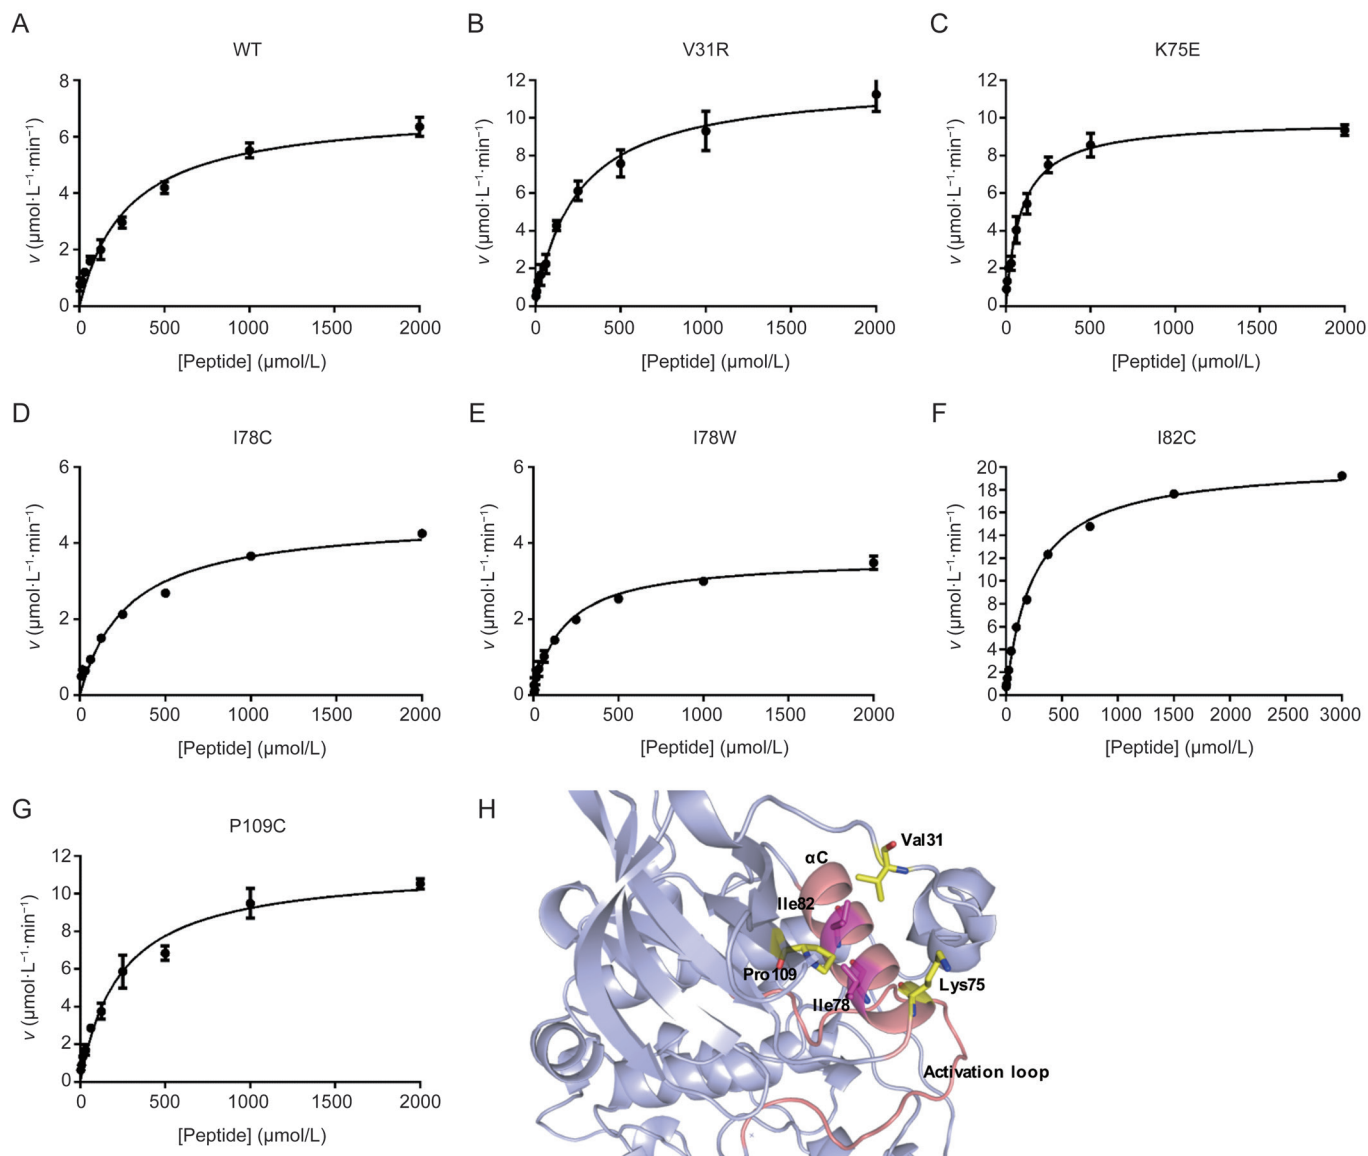 A
WT
8
6
4
2
0
v (µmol·L⁻¹·min⁻¹)
0 500 1000 1500 2000
[Peptide] (µmol/L)
B
V31R
12
10
8
6
4
2
0
v (µmol·L⁻¹·min⁻¹)
0 500 1000 1500 2000
[Peptide] (µmol/L)
C
K75E
12
10
8
6
4
2
0
v (µmol·L⁻¹·min⁻¹)
0 500 1000 1500 2000
[Peptide] (µmol/L)
D
I78C
6
4
2
0
v (µmol·L⁻¹·min⁻¹)
0 500 1000 1500 2000
[Peptide] (µmol/L)
E
I78W
6
4
2
0
v (µmol·L⁻¹·min⁻¹)
0 500 1000 1500 2000
[Peptide] (µmol/L)
F
I82C
20
18
16
14
12
10
8
6
4
2
0
v (µmol·L⁻¹·min⁻¹)
0 500 1000 1500 2000 2500 3000
[Peptide] (µmol/L)
G
P109C
12
10
8
6
4
2
0
v (µmol·L⁻¹·min⁻¹)
0 500 1000 1500 2000
[Peptide] (µmol/L)
H
Val31
αC
Ile82
Pro109
Lys75
Ile78
Activation loop